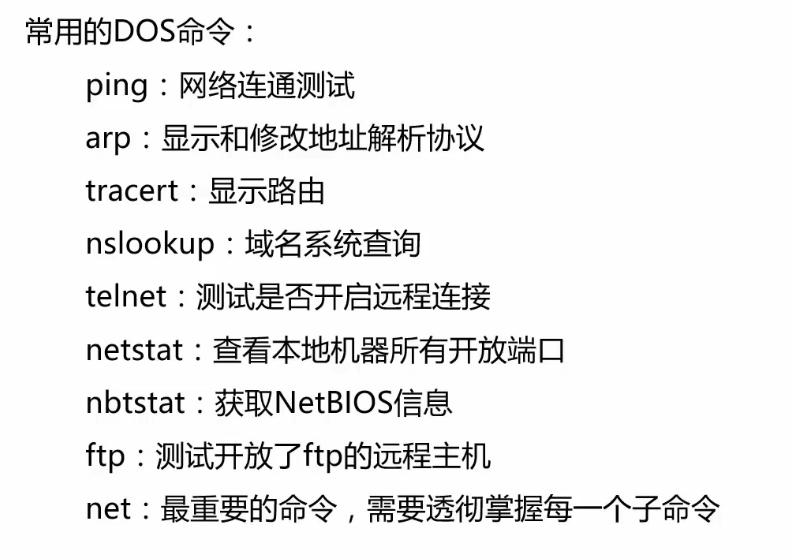 常用的DOS命令：
ping：网络连通测试
arp：显示和修改地址解析协议
tracert：显示路由
nslookup：域名系统查询
telnet：测试是否开启远程连接
netstat：查看本地机器所有开放端口
nbtstat：获取NetBIOS信息
ftp：测试开放了ftp的远程主机
net：最重要的命令，需要透彻掌握每一个子命令